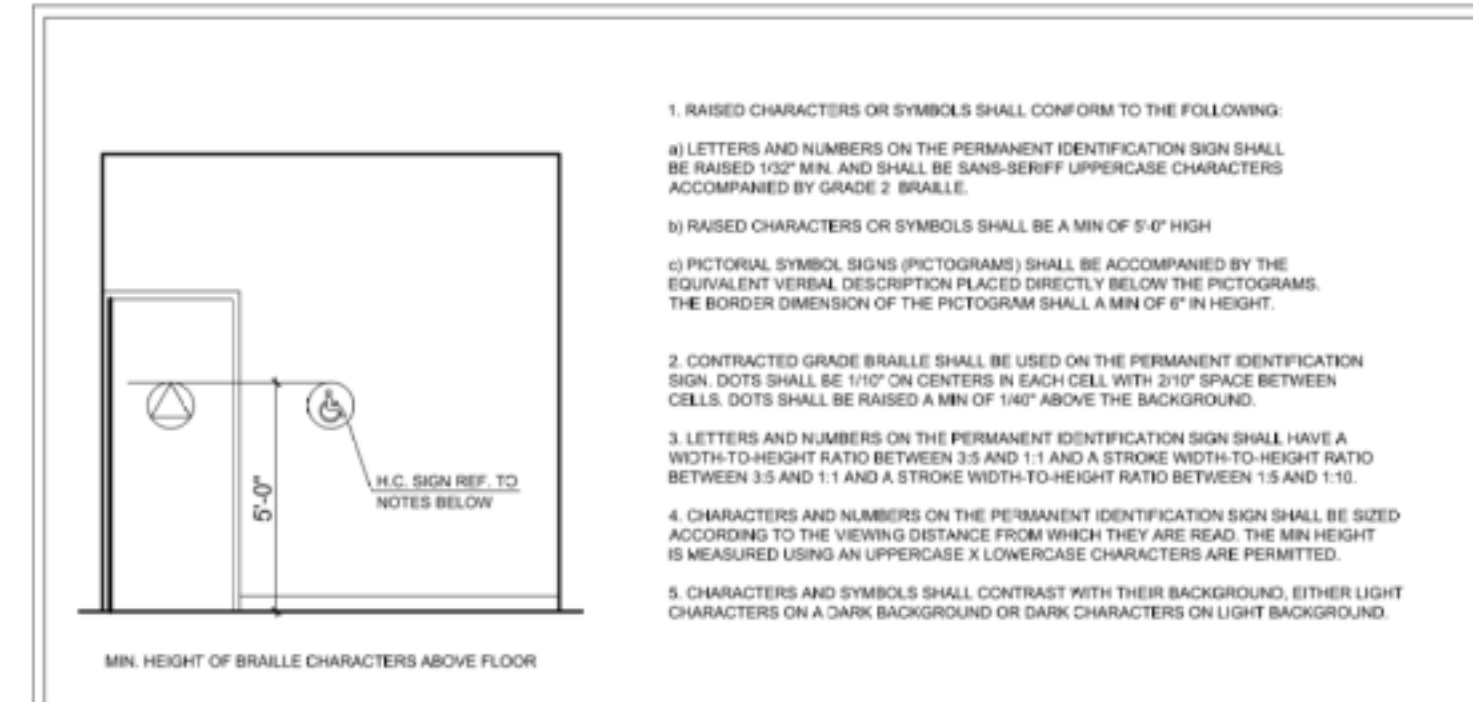 1. RAISED CHARACTERS OR SYMBOLS SHALL CONFORM TO THE FOLLOWING:
a) LETTERS AND NUMBERS ON THE PERMANENT IDENTIFICATION SIGN SHALL
BE RAISED 1/32" MIN. AND SHALL BE SANS-SERIFF UPPERCASE CHARACTERS
ACCOMPANIED BY GRADE 2 BRAILLE.
b) RAISED CHARACTERS OR SYMBOLS SHALL BE A MIN OF 5'-0" HIGH
c) PICTORIAL SYMBOL SIGNS (PICTOGRAMS) SHALL BE ACCOMPANIED BY THE
EQUIVALENT VERBAL DESCRIPTION PLACED DIRECTLY BELOW THE PICTOGRAMS.
THE BORDER DIMENSION OF THE PICTOGRAM SHALL A MIN OF 6" IN HEIGHT.
2. CONTRACTED GRADE BRAILLE SHALL BE USED ON THE PERMANENT IDENTIFICATION
SIGN. DOTS SHALL BE 1/10" ON CENTERS IN EACH CELL WITH 2/10" SPACE BETWEEN
CELLS. DOTS SHALL BE RAISED A MIN OF 1/40" ABOVE THE BACKGROUND.
3. LETTERS AND NUMBERS ON THE PERMANENT IDENTIFICATION SIGN SHALL HAVE A
WIDTH-TO-HEIGHT RATIO BETWEEN 3:5 AND 1:1 AND A STROKE WIDTH-TO-HEIGHT RATIO
BETWEEN 3:5 AND 1:1 AND A STROKE WIDTH-TO-HEIGHT RATIO BETWEEN 1:5 AND 1:10.
4. CHARACTERS AND NUMBERS ON THE PERMANENT IDENTIFICATION SIGN SHALL BE SIZED
ACCORDING TO THE VIEWING DISTANCE FROM WHICH THEY ARE READ. THE MIN HEIGHT
IS MEASURED USING AN UPPERCASE X LOWERCASE CHARACTERS ARE PERMITTED.
5. CHARACTERS AND SYMBOLS SHALL CONTRAST WITH THEIR BACKGROUND, EITHER LIGHT
CHARACTERS ON A DARK BACKGROUND OR DARK CHARACTERS ON LIGHT BACKGROUND.
5'-0"
H.C. SIGN REF. TO
NOTES BELOW
MIN. HEIGHT OF BRAILLE CHARACTERS ABOVE FLOOR